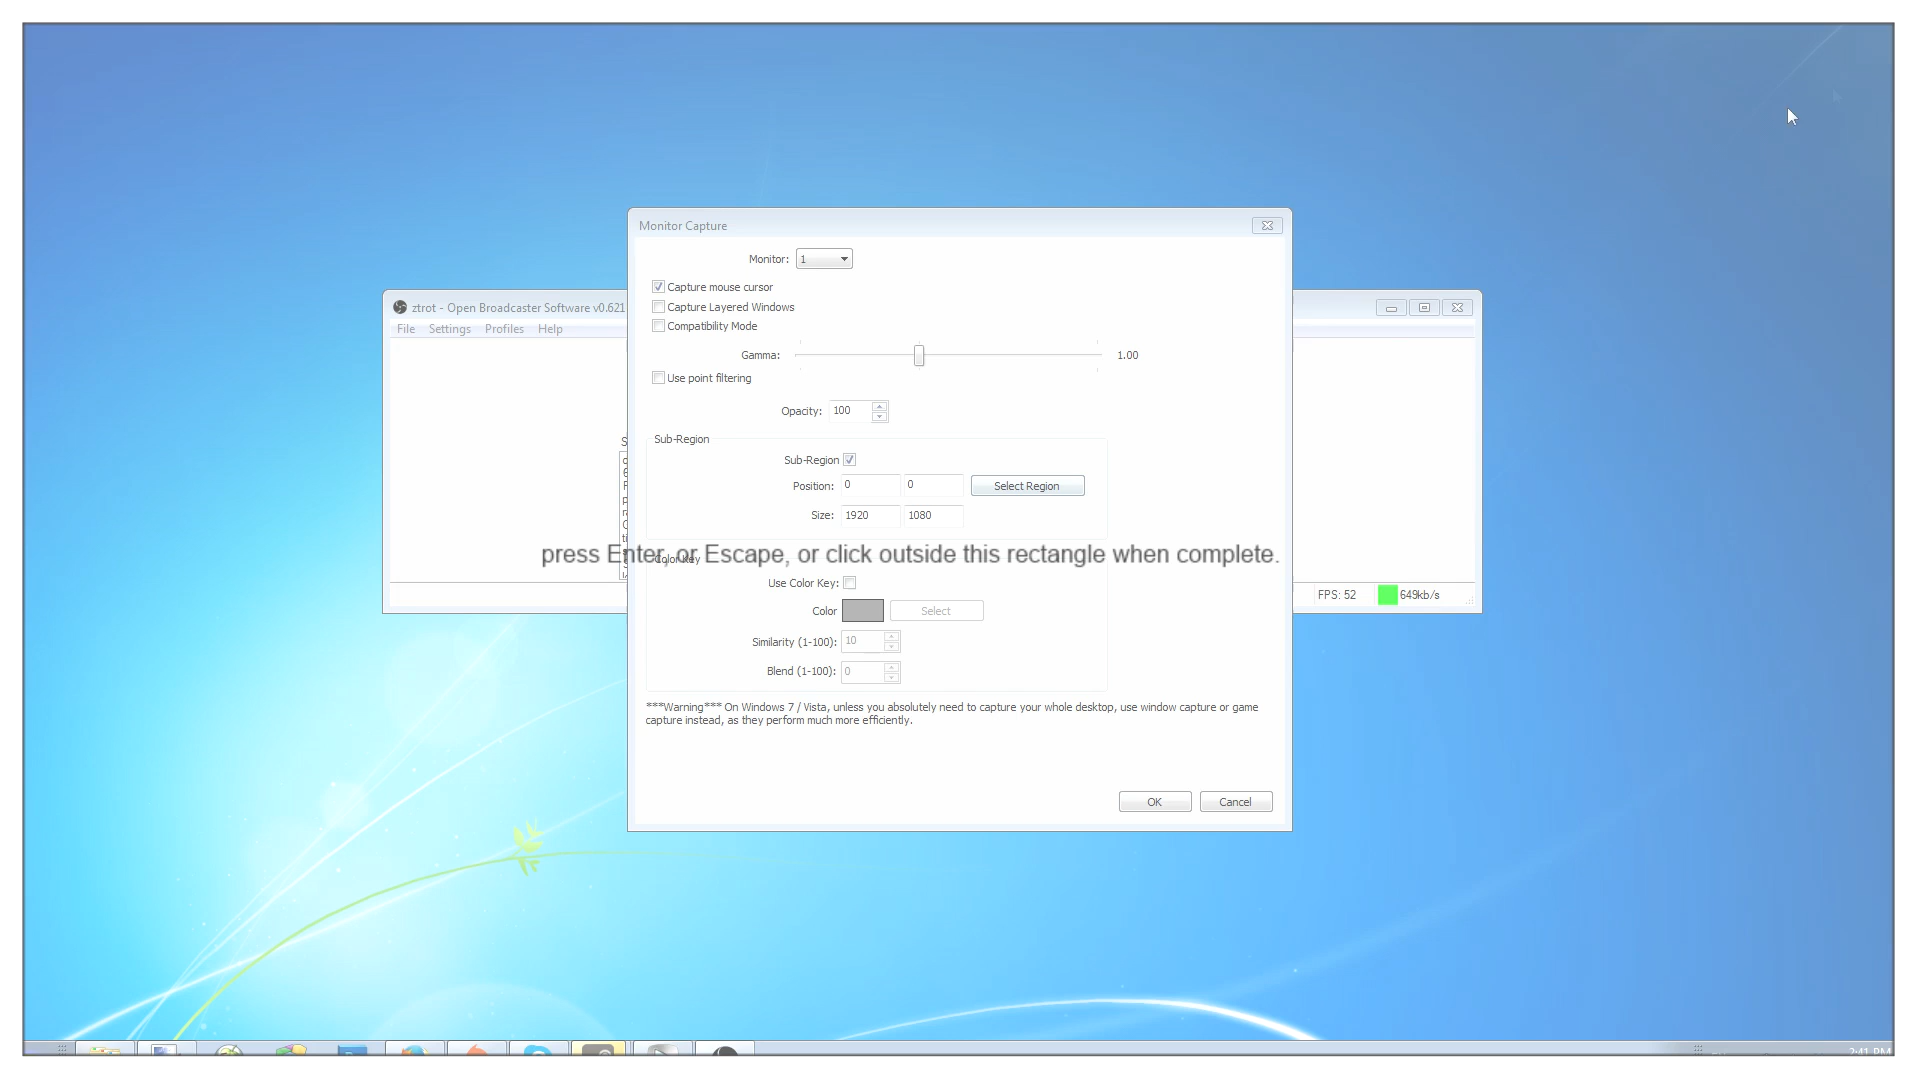 Monitor Capture
Monitor: 1
Capture mouse cursor
ztrot - Open Broadcaster Software v0.621
Capture Layered Windows
File Settings Profiles Help
Compatibility Mode
Gamma: 1.00
Use point filtering
Opacity: 100
Sub-Region
Sub-Region
Position: 0 0 Select Region
Size: 1920 1080
press Enter, or Escape, or click outside this rectangle when complete.
Color Key
Use Color Key:
FPS: 52 649kb/s
Color Select
Similarity (1-100): 10
Blend (1-100): 0
***Warning*** On Windows 7 / Vista, unless you absolutely need to capture your whole desktop, use window capture or game
capture instead, as they perform much more efficiently.
OK Cancel
2:41 PM